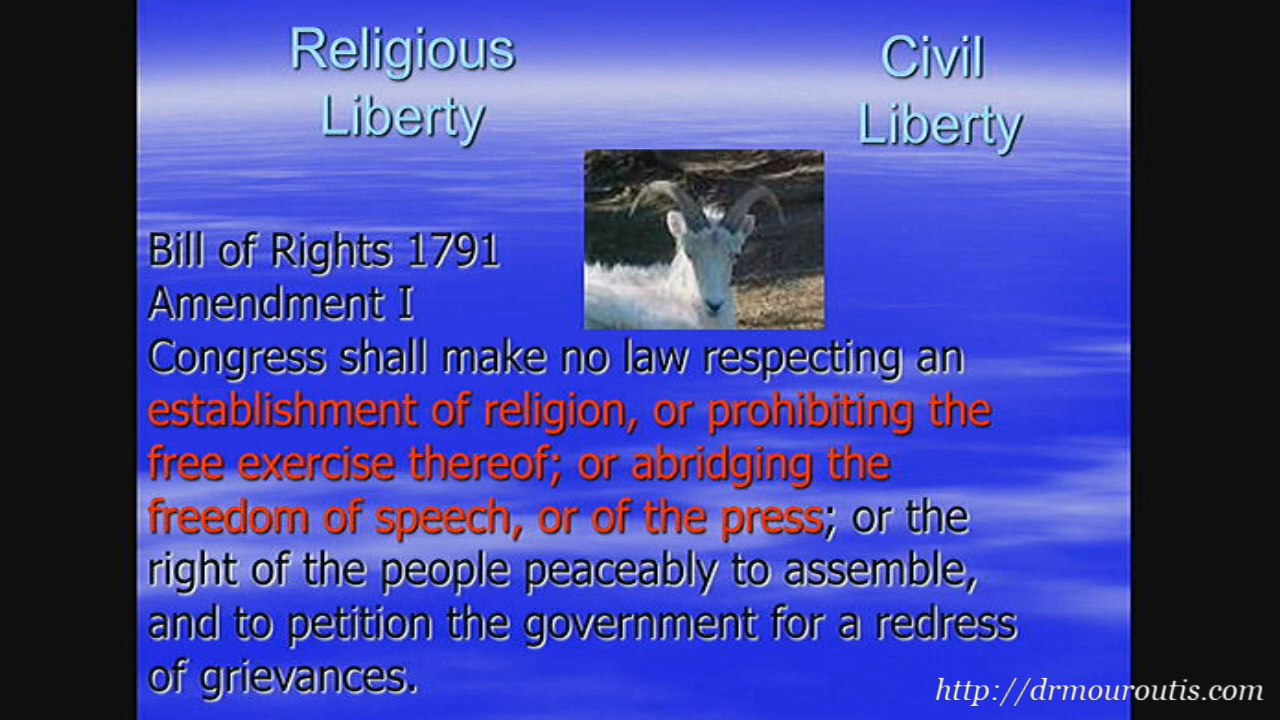 Religious
Liberty
Civil
Liberty
Bill of Rights 1791
Amendment I
Congress shall make no law respecting an
establishment of religion, or prohibiting the
free exercise thereof; or abridging the
freedom of speech, or of the press; or the
right of the people peaceably to assemble,
and to petition the government for a redress
of grievances.
http://drmouroutis.com